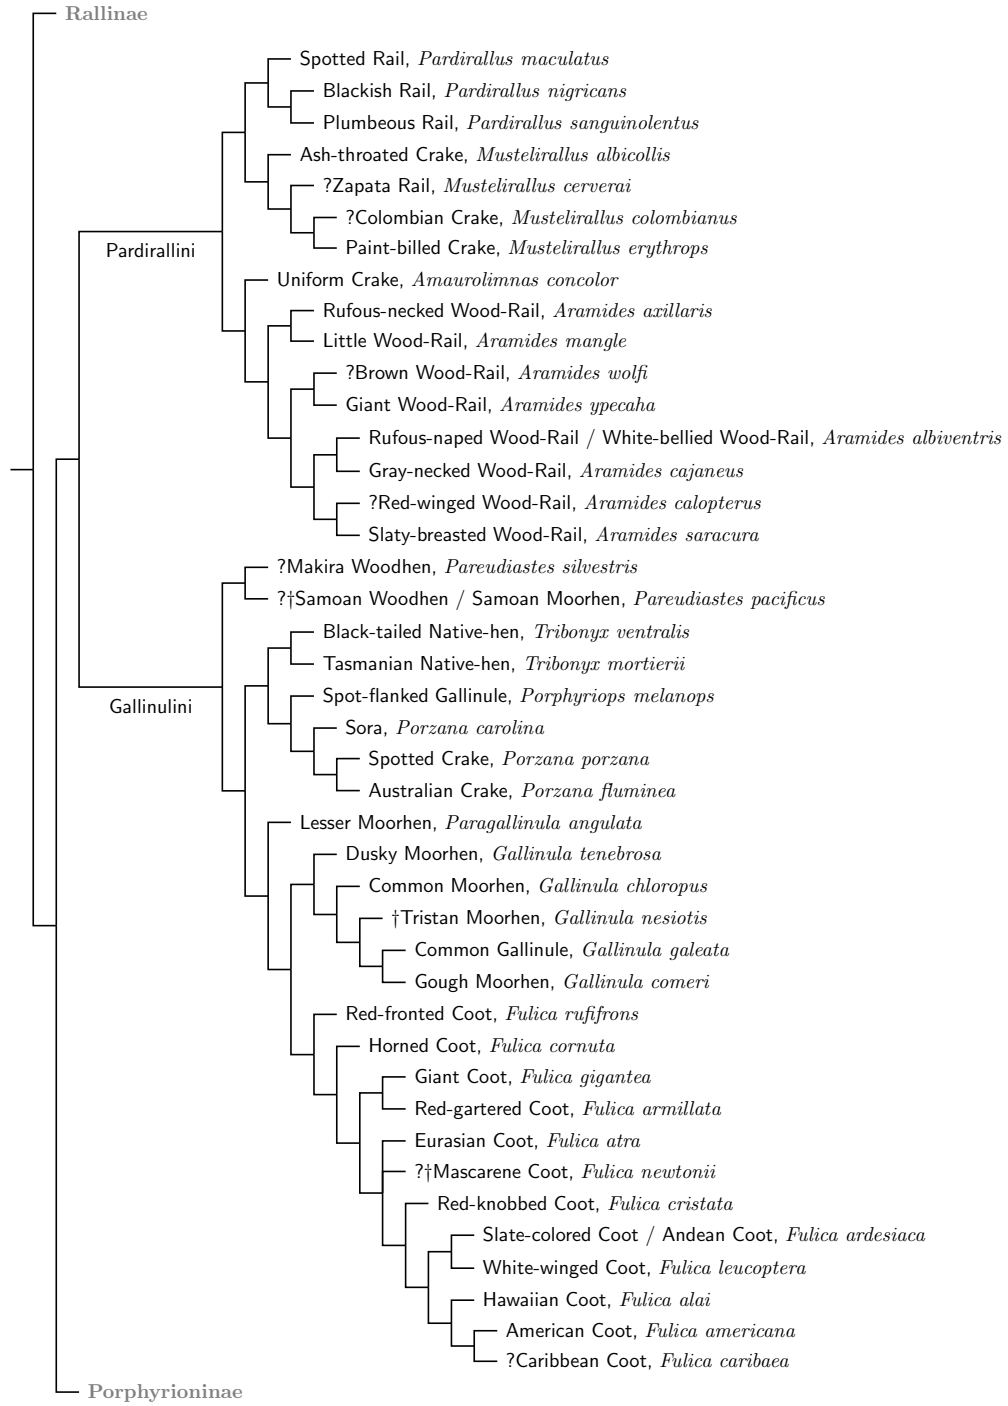 Rallinae
Spotted Rail, Pardirallus maculatus
Blackish Rail, Pardirallus nigricans
Plumbeous Rail, Pardirallus sanguinolentus
Ash-throated Crake, Mustelirallus albicollis
?Zapata Rail, Mustelirallus cerverai
?Colombian Crake, Mustelirallus colombianus
Paint-billed Crake, Mustelirallus erythrops
Pardirallini
Uniform Crake, Amaurolimnas concolor
Rufous-necked Wood-Rail, Aramides axillaris
Little Wood-Rail, Aramides mangle
?Brown Wood-Rail, Aramides wolfi
Giant Wood-Rail, Aramides ypecaha
Rufous-naped Wood-Rail / White-bellied Wood-Rail, Aramides albiventris
Gray-necked Wood-Rail, Aramides cajaneus
?Red-winged Wood-Rail, Aramides calopterus
Slaty-breasted Wood-Rail, Aramides saracura
?Makira Woodhen, Pareudiastes silvestris
?†Samoan Woodhen / Samoan Moorhen, Pareudiastes pacificus
Black-tailed Native-hen, Tribonyx ventralis
Tasmanian Native-hen, Tribonyx mortierii
Spot-flanked Gallinule, Porphyriops melanops
Gallinulini
Sora, Porzana carolina
Spotted Crake, Porzana porzana
Australian Crake, Porzana fluminea
Lesser Moorhen, Paragallinula angulata
Dusky Moorhen, Gallinula tenebrosa
Common Moorhen, Gallinula chloropus
†Tristan Moorhen, Gallinula nesiotis
Common Gallinule, Gallinula galeata
Gough Moorhen, Gallinula comeri
Red-fronted Coot, Fulica rufifrons
Horned Coot, Fulica cornuta
Giant Coot, Fulica gigantea
Red-gartered Coot, Fulica armillata
Eurasian Coot, Fulica atra
?†Mascarene Coot, Fulica newtonii
Red-knobbed Coot, Fulica cristata
Slate-colored Coot / Andean Coot, Fulica ardesiaca
White-winged Coot, Fulica leucoptera
Hawaiian Coot, Fulica alai
American Coot, Fulica americana
?Caribbean Coot, Fulica caribaea
Porphyrioninae